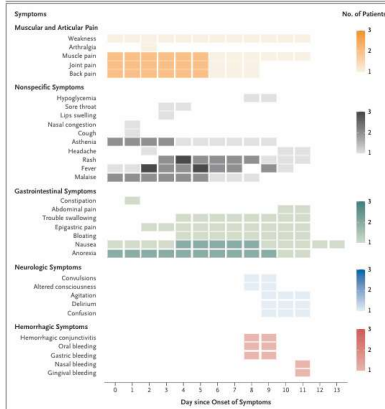 Symptoms No. of Patients
Muscular and Articular Pain
Weakness
Arthralgia
Muscle pain
Joint pain
Back pain
3
2
1
Nonspecific Symptoms
Hypoglycemia
Sore throat
Lips swelling
Nasal congestion
Cough
Asthenia
Headache
Rash
Fever
Malaise
3
2
1
Gastrointestinal Symptoms
Constipation
Abdominal pain
Trouble swallowing
Epigastric pain
Bloating
Nausea
Anorexia
3
2
1
Neurologic Symptoms
Convulsions
Altered consciousness
Agitation
Delirium
Confusion
3
2
1
Hemorrhagic Symptoms
Hemorrhagic conjunctivitis
Oral bleeding
Gastric bleeding
Nasal bleeding
Gingival bleeding
3
2
1
0 1 2 3 4 5 6 7 8 9 10 11 12 13
Day since Onset of Symptoms